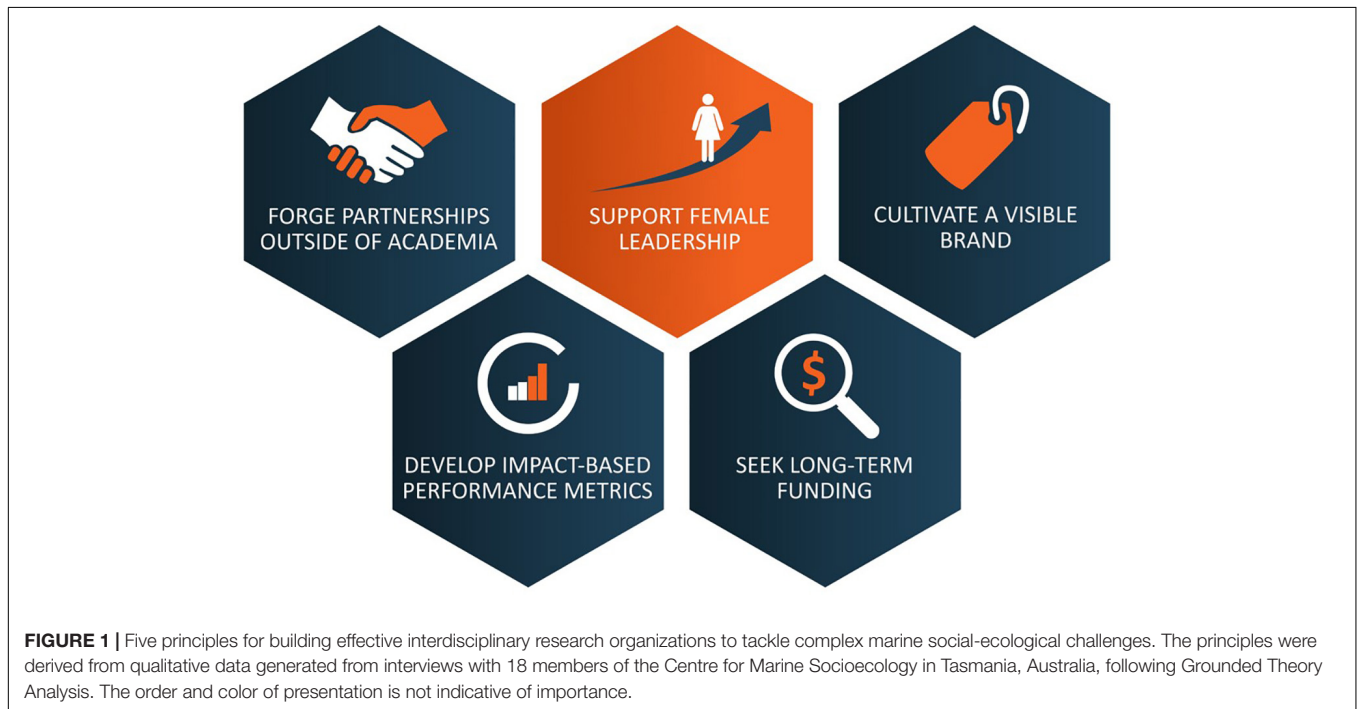 FORGE PARTNERSHIPS
OUTSIDE OF ACADEMIA
SUPPORT FEMALE
LEADERSHIP
CULTIVATE A VISIBLE
BRAND
DEVELOP IMPACT-BASED
PERFORMANCE METRICS
$
SEEK LONG-TERM
FUNDING
FIGURE 1 | Five principles for building effective interdisciplinary research organizations to tackle complex marine social-ecological challenges. The principles were
derived from qualitative data generated from interviews with 18 members of the Centre for Marine Socioecology in Tasmania, Australia, following Grounded Theory
Analysis. The order and color of presentation is not indicative of importance.